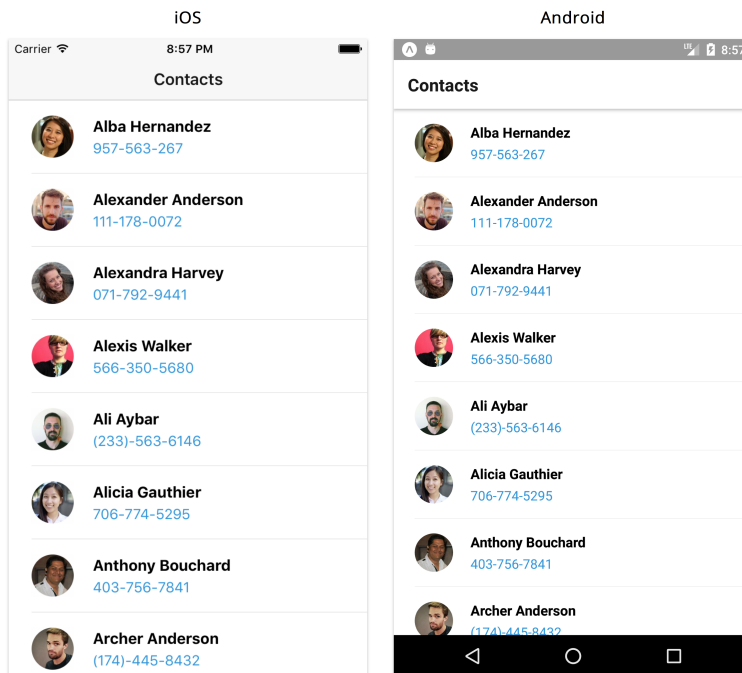 iOS
Carrier 8:57 PM
Contacts
Alba Hernandez
957-563-267
Alexander Anderson
111-178-0072
Alexandra Harvey
071-792-9441
Alexis Walker
566-350-5680
Ali Aybar
(233)-563-6146
Alicia Gauthier
706-774-5295
Anthony Bouchard
403-756-7841
Archer Anderson
(174)-445-8432
Android
LTE 8:57
Contacts
Alba Hernandez
957-563-267
Alexander Anderson
111-178-0072
Alexandra Harvey
071-792-9441
Alexis Walker
566-350-5680
Ali Aybar
(233)-563-6146
Alicia Gauthier
706-774-5295
Anthony Bouchard
403-756-7841
Archer Anderson
(174)-445-8432